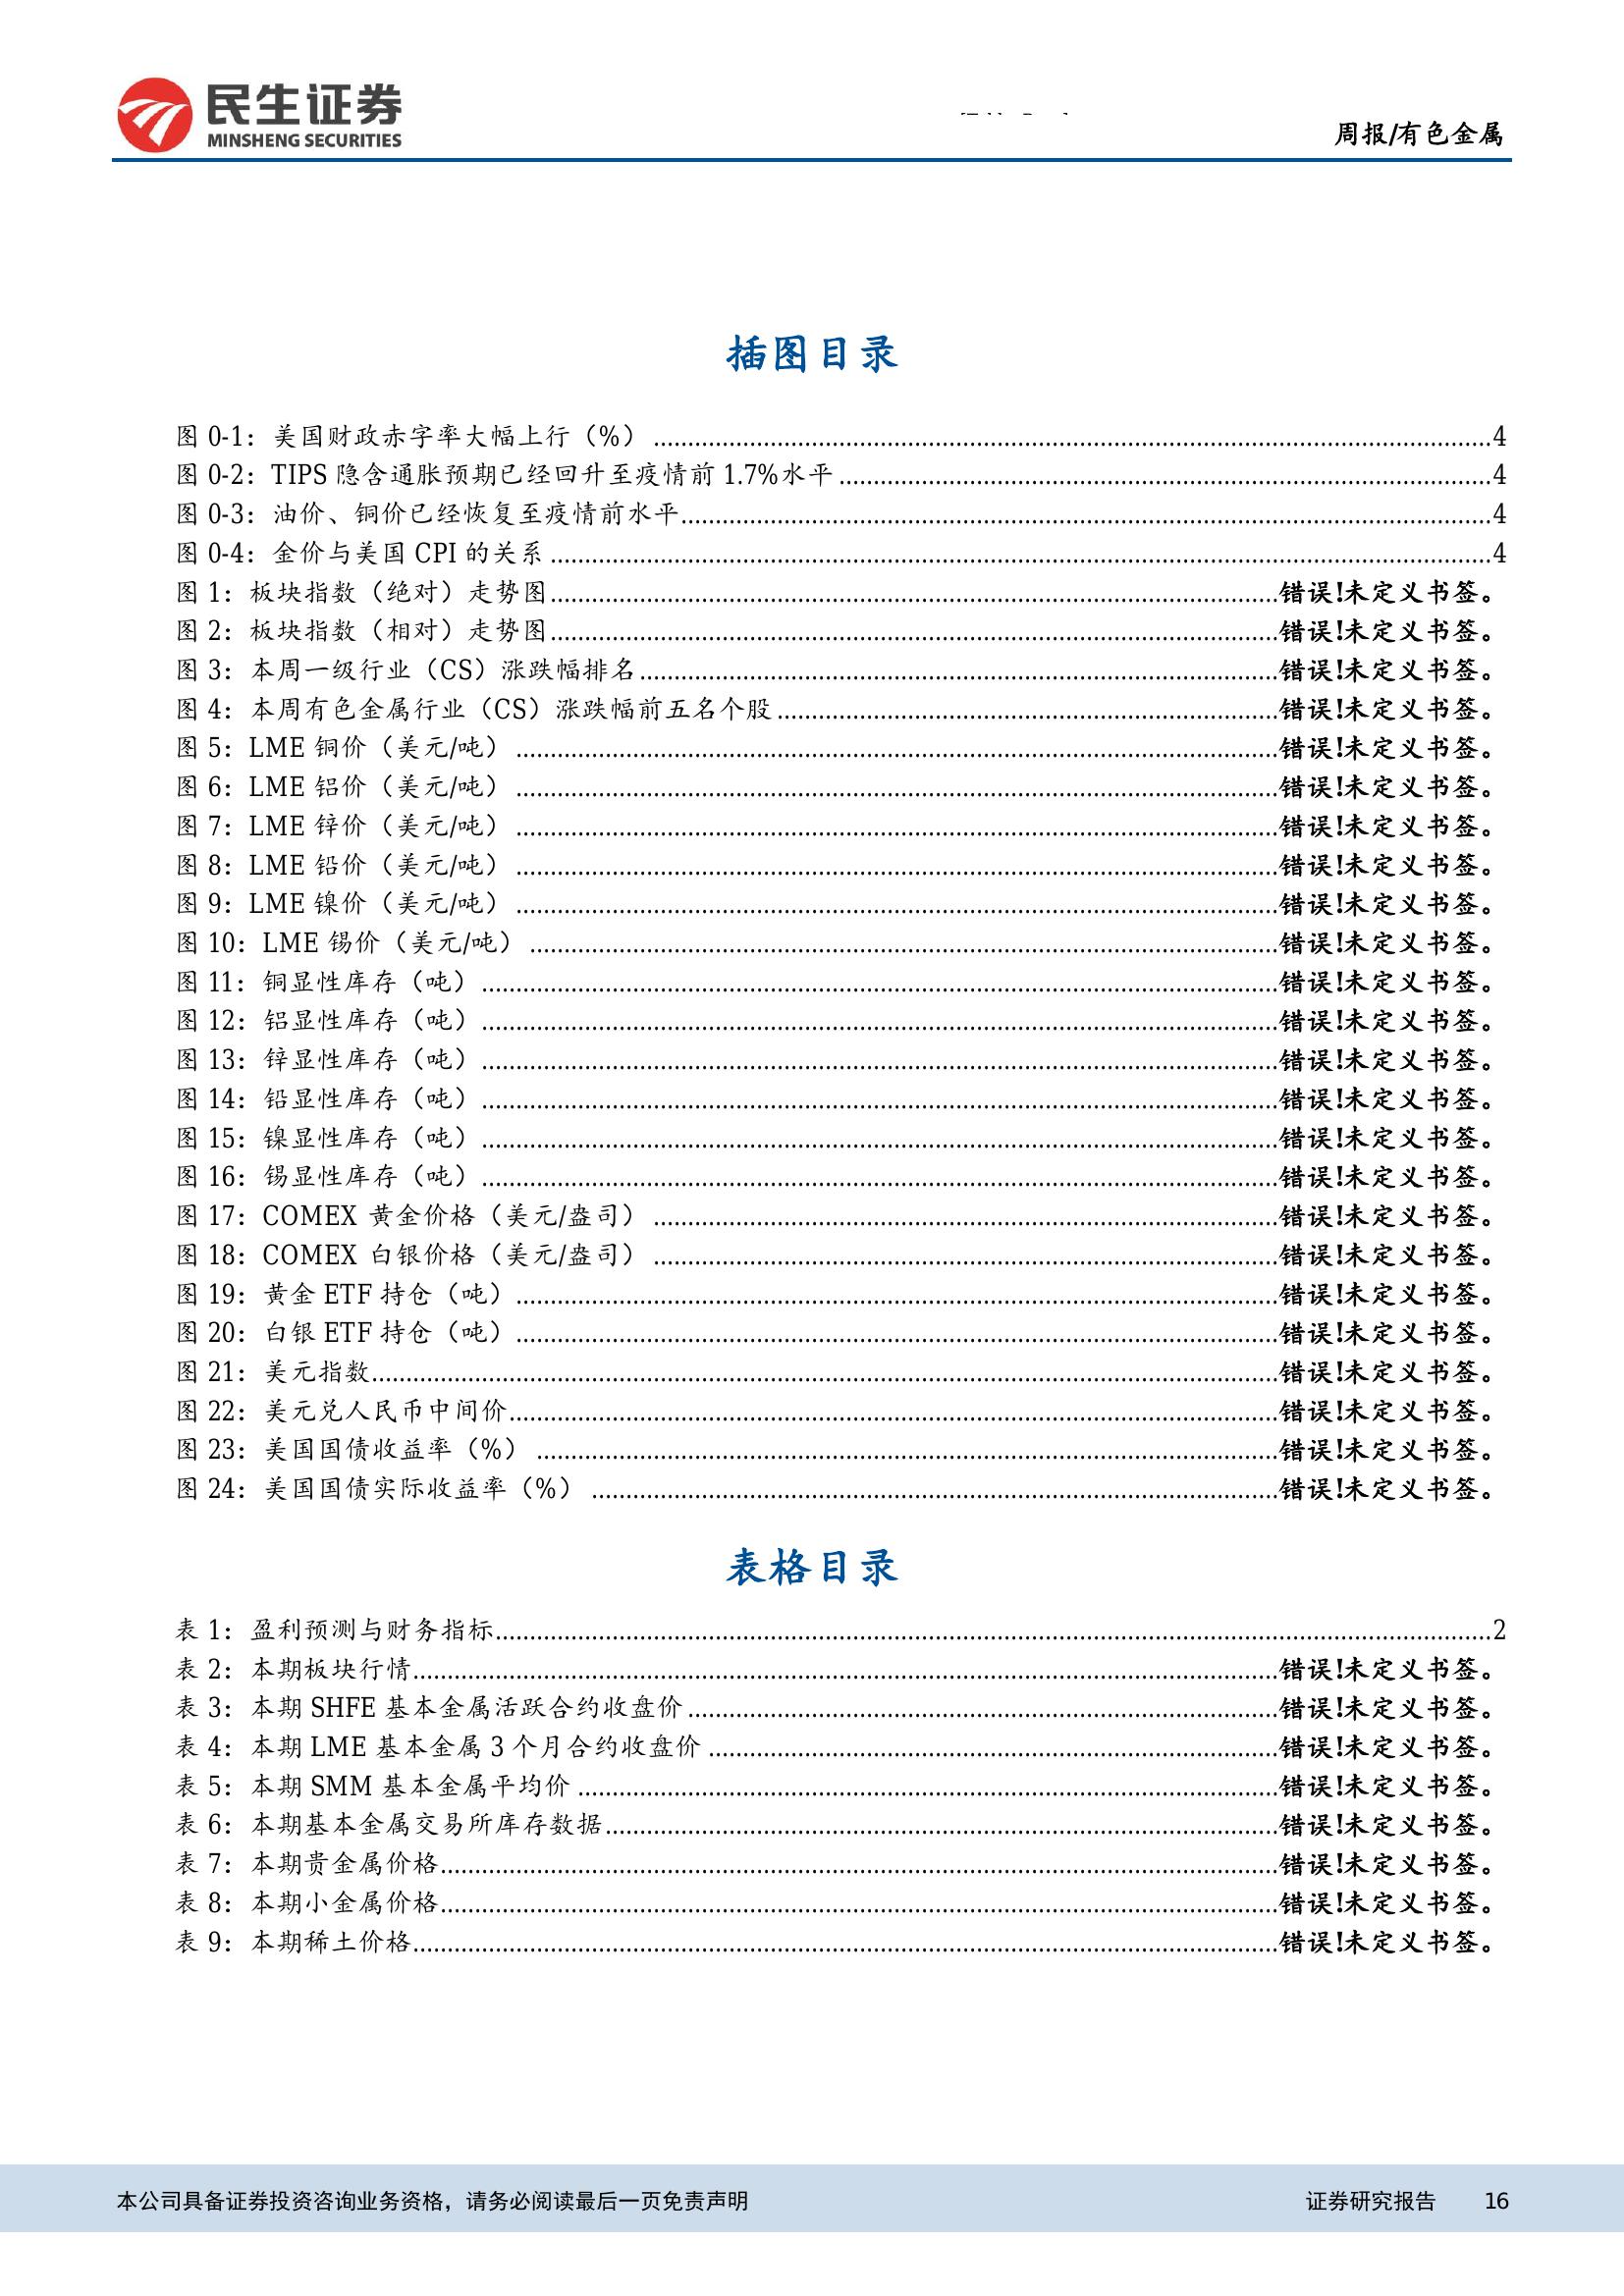 民生证券
MINSHENG SECURITIES
周报/有色金属
插图目录
图 0-1：美国财政赤字率大幅上行（%）....................4
图 0-2：TIPS 隐含通胀预期已经回升至疫情前 1.7%水平....................4
图 0-3：油价、铜价已经恢复至疫情前水平....................4
图 0-4：金价与美国 CPI 的关系....................4
图 1：板块指数（绝对）走势图....................错误!未定义书签。
图 2：板块指数（相对）走势图....................错误!未定义书签。
图 3：本周一级行业（CS）涨跌幅排名....................错误!未定义书签。
图 4：本周有色金属行业（CS）涨跌幅前五名个股....................错误!未定义书签。
图 5：LME 铜价（美元/吨）....................错误!未定义书签。
图 6：LME 铝价（美元/吨）....................错误!未定义书签。
图 7：LME 锌价（美元/吨）....................错误!未定义书签。
图 8：LME 铅价（美元/吨）....................错误!未定义书签。
图 9：LME 镍价（美元/吨）....................错误!未定义书签。
图 10：LME 锡价（美元/吨）....................错误!未定义书签。
图 11：铜显性库存（吨）....................错误!未定义书签。
图 12：铝显性库存（吨）....................错误!未定义书签。
图 13：锌显性库存（吨）....................错误!未定义书签。
图 14：铅显性库存（吨）....................错误!未定义书签。
图 15：镍显性库存（吨）....................错误!未定义书签。
图 16：锡显性库存（吨）....................错误!未定义书签。
图 17：COMEX 黄金价格（美元/盎司）....................错误!未定义书签。
图 18：COMEX 白银价格（美元/盎司）....................错误!未定义书签。
图 19：黄金 ETF 持仓（吨）....................错误!未定义书签。
图 20：白银 ETF 持仓（吨）....................错误!未定义书签。
图 21：美元指数....................错误!未定义书签。
图 22：美元兑人民币中间价....................错误!未定义书签。
图 23：美国国债收益率（%）....................错误!未定义书签。
图 24：美国国债实际收益率（%）....................错误!未定义书签。
表格目录
表 1：盈利预测与财务指标....................2
表 2：本期板块行情....................错误!未定义书签。
表 3：本期 SHFE 基本金属活跃合约收盘价....................错误!未定义书签。
表 4：本期 LME 基本金属 3 个月合约收盘价....................错误!未定义书签。
表 5：本期 SMM 基本金属平均价....................错误!未定义书签。
表 6：本期基本金属交易所库存数据....................错误!未定义书签。
表 7：本期贵金属价格....................错误!未定义书签。
表 8：本期小金属价格....................错误!未定义书签。
表 9：本期稀土价格....................错误!未定义书签。
本公司具备证券投资咨询业务资格，请务必阅读最后一页免责声明 证券研究报告 16